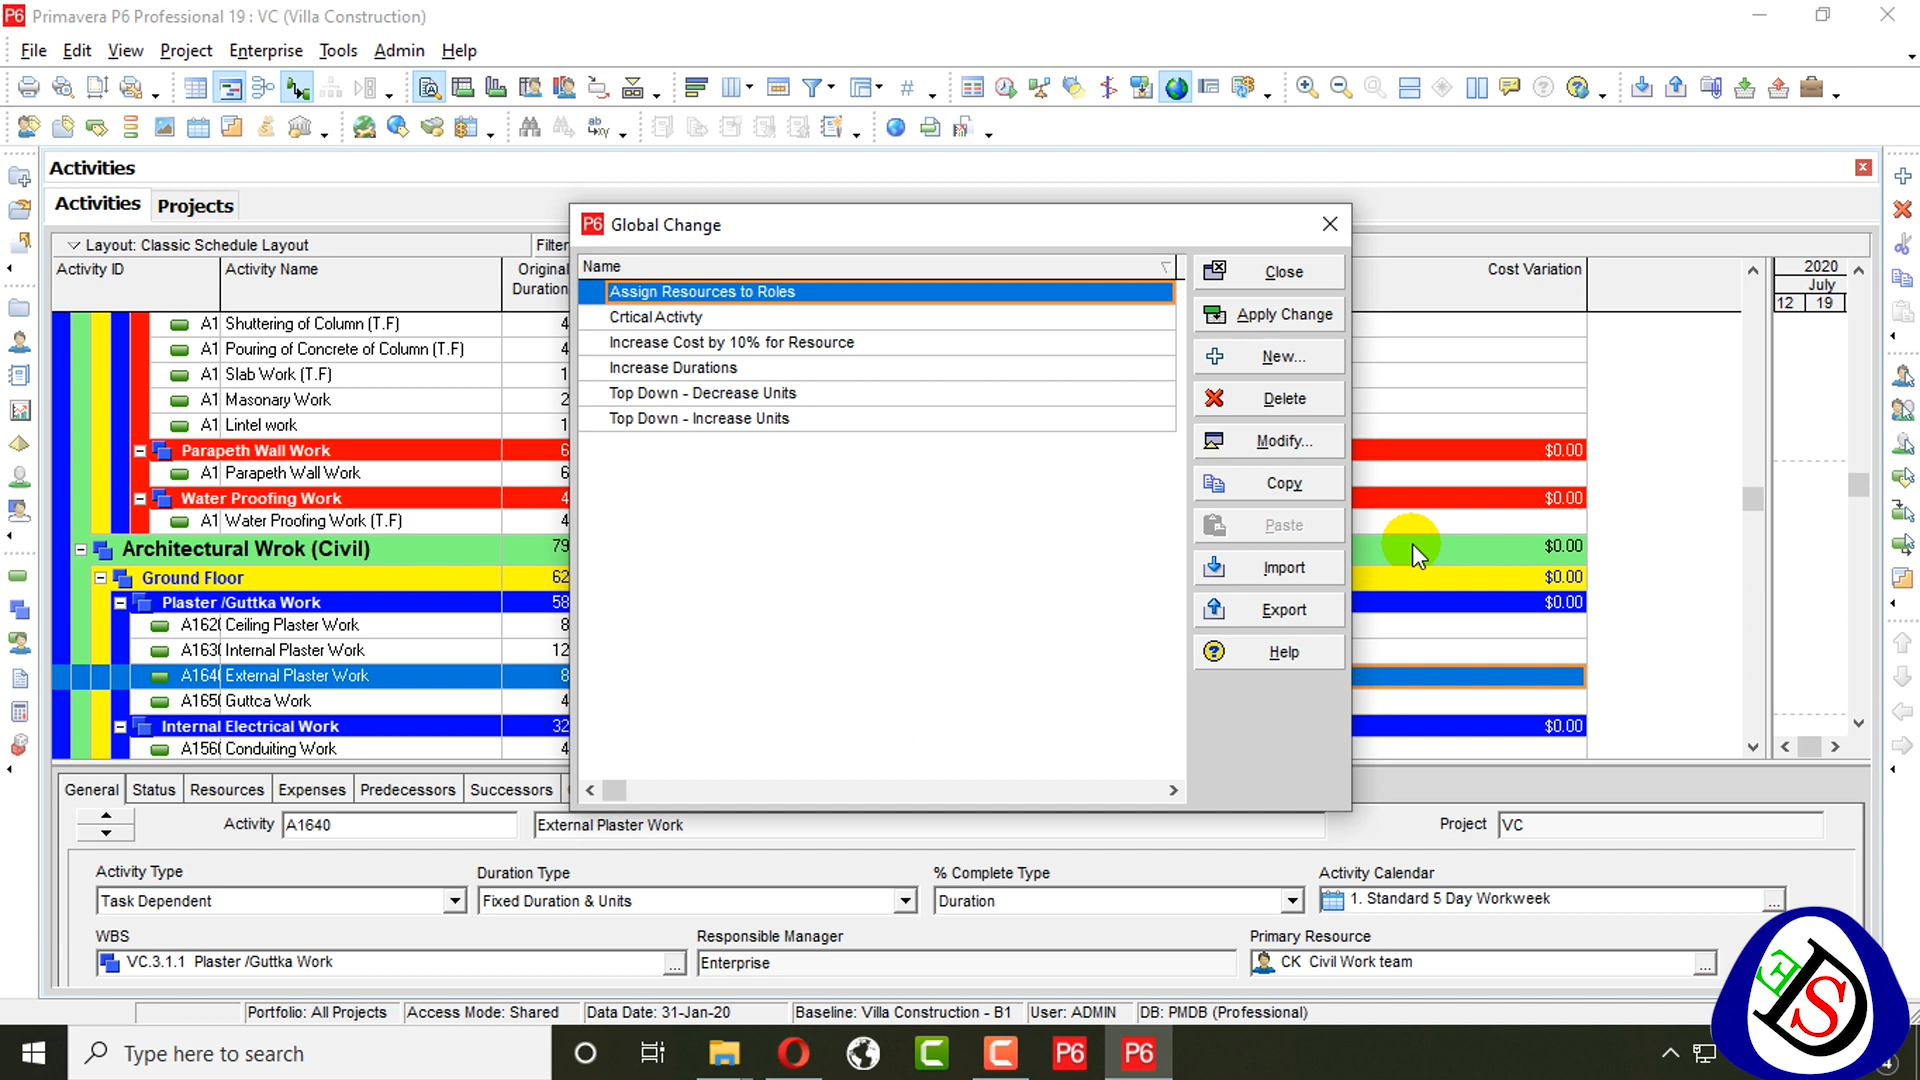 Primavera P6 Professional 19 : VC (Villa Construction)
File Edit View Project Enterprise Tools Admin Help
Activities
Activities Projects
Layout: Classic Schedule Layout Filter
Activity ID Activity Name Original Duration Cost Variation 2020 July 12 19
A1 Shuttering of Column (T.F) 4
A1 Pouring of Concrete of Column (T.F) 4
A1 Slab Work (T.F) 1
A1 Masonary Work 2
A1 Lintel work 1
Parapeth Wall Work 6 $0.00
A1 Parapeth Wall Work 6
Water Proofing Work 4 $0.00
A1 Water Proofing Work (T.F) 4
Architectural Wrok (Civil) 79 $0.00
Ground Floor 62 $0.00
Plaster /Guttka Work 58 $0.00
A162 Ceiling Plaster Work 8
A163 Internal Plaster Work 12
A164 External Plaster Work 8
A165 Guttca Work 4
Internal Electrical Work 32 $0.00
A156 Conduiting Work 4
P6 Global Change
Name
Assign Resources to Roles
Crtical Activty
Increase Cost by 10% for Resource
Increase Durations
Top Down - Decrease Units
Top Down - Increase Units
Close
Apply Change
New...
Delete
Modify...
Copy
Paste
Import
Export
Help
General Status Resources Expenses Predecessors Successors
Activity A1640 External Plaster Work Project VC
Activity Type Duration Type % Complete Type Activity Calendar
Task Dependent Fixed Duration & Units Duration 1. Standard 5 Day Workweek
WBS Responsible Manager Primary Resource
VC.3.1.1 Plaster /Guttka Work Enterprise CK Civil Work team
Portfolio: All Projects Access Mode: Shared Data Date: 31-Jan-20 Baseline: Villa Construction - B1 User: ADMIN DB: PMDB (Professional)
Type here to search P6 P6